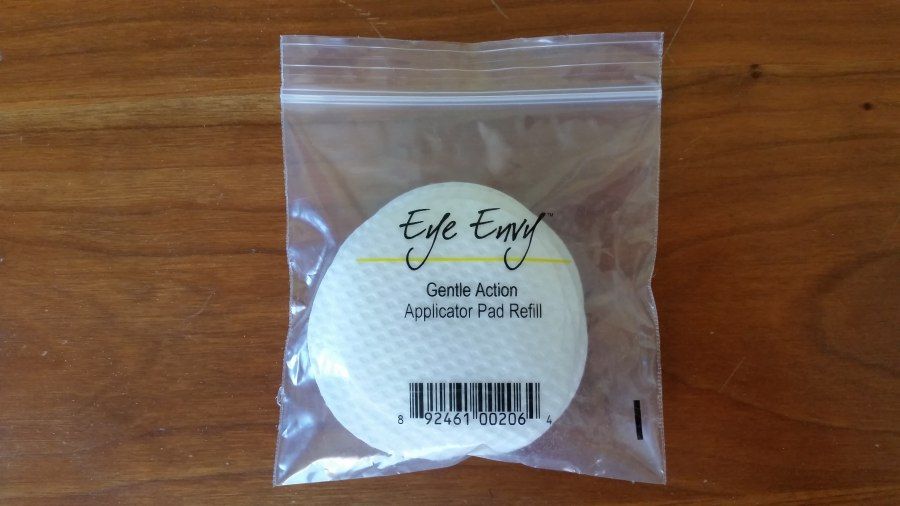 Eye Envy™
Gentle Action
Applicator Pad Refill
8 92461 00206 4